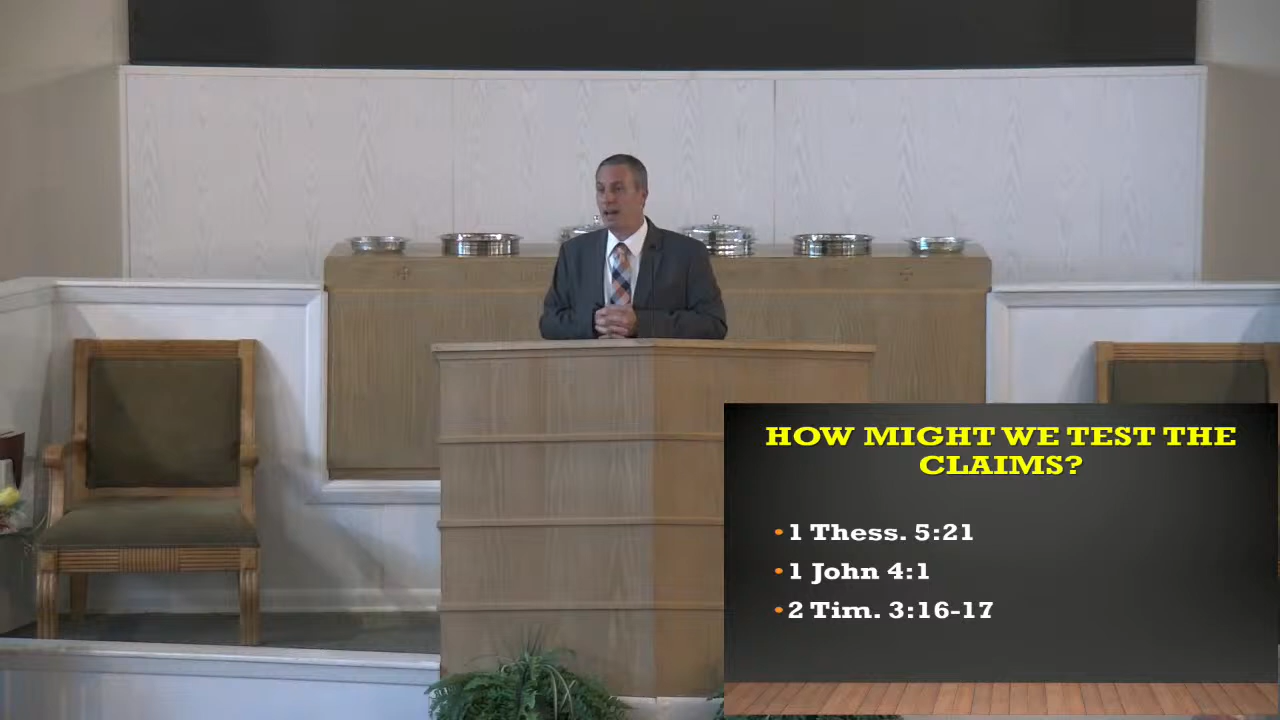 HOW MIGHT WE TEST THE
CLAIMS?
• 1 Thess. 5:21
• 1 John 4:1
• 2 Tim. 3:16-17